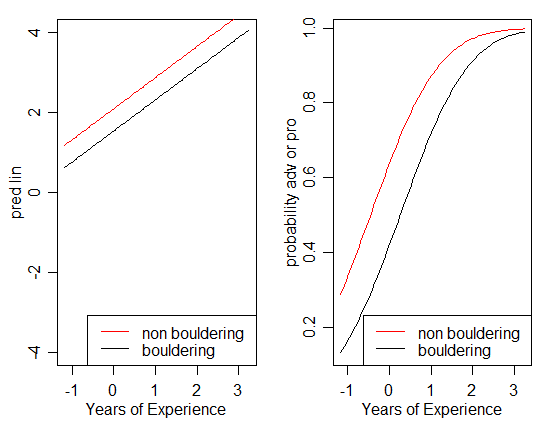 pred lin
4
2
0
-2
-4
non bouldering
bouldering
-1 0 1 2 3
Years of Experience
probability adv or pro
1.0
0.8
0.6
0.4
0.2
non bouldering
bouldering
-1 0 1 2 3
Years of Experience